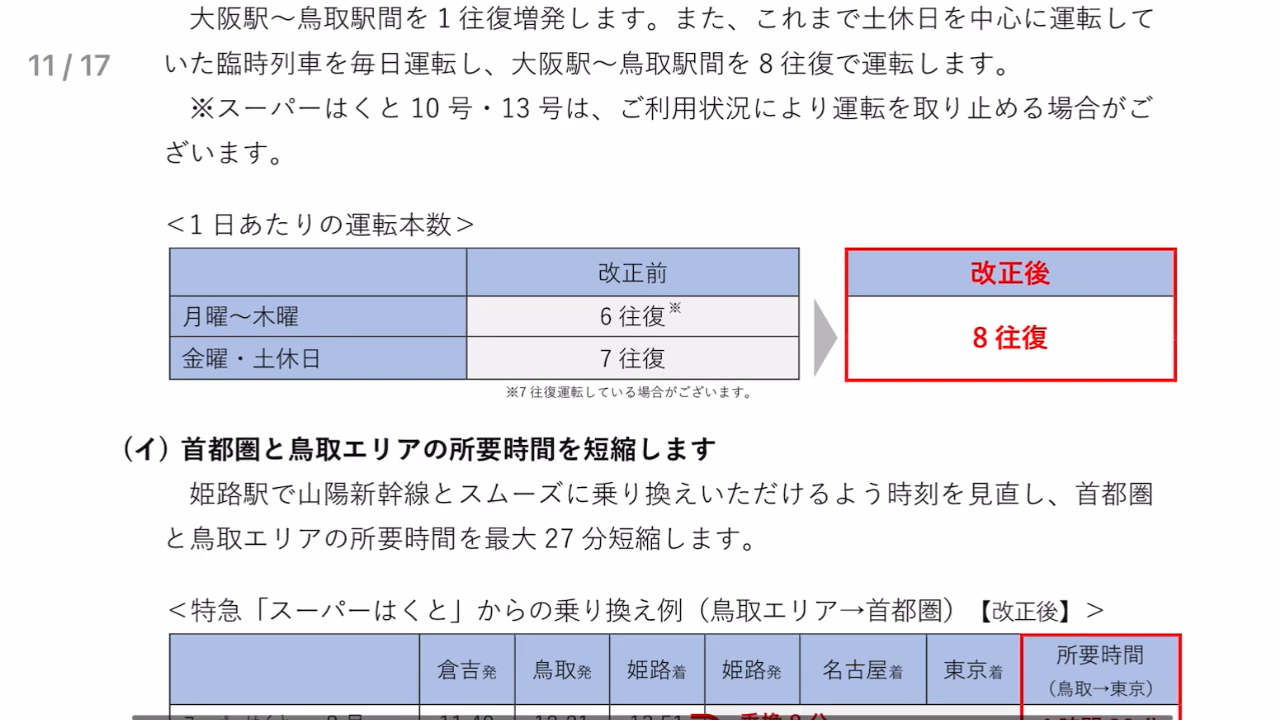 大阪駅～鳥取駅間を 1 往復増発します。また、これまで土休日を中心に運転して
11 / 17
いた臨時列車を毎日運転し、大阪駅～鳥取駅間を 8 往復で運転します。
※スーパーはくと 10 号・13 号は、ご利用状況により運転を取り止める場合がご
ざいます。
＜1 日あたりの運転本数＞
改正前
改正後
月曜～木曜
6 往復※
8 往復
金曜・土休日
7 往復
※7 往復運転している場合がございます。
（イ）首都圏と鳥取エリアの所要時間を短縮します
姫路駅で山陽新幹線とスムーズに乗り換えいただけるよう時刻を見直し、首都圏
と鳥取エリアの所要時間を最大 27 分短縮します。
＜特急「スーパーはくと」からの乗り換え例（鳥取エリア→首都圏）【改正後】＞
倉吉発
鳥取発
姫路着
姫路発
名古屋着
東京着
所要時間
（鳥取→東京）